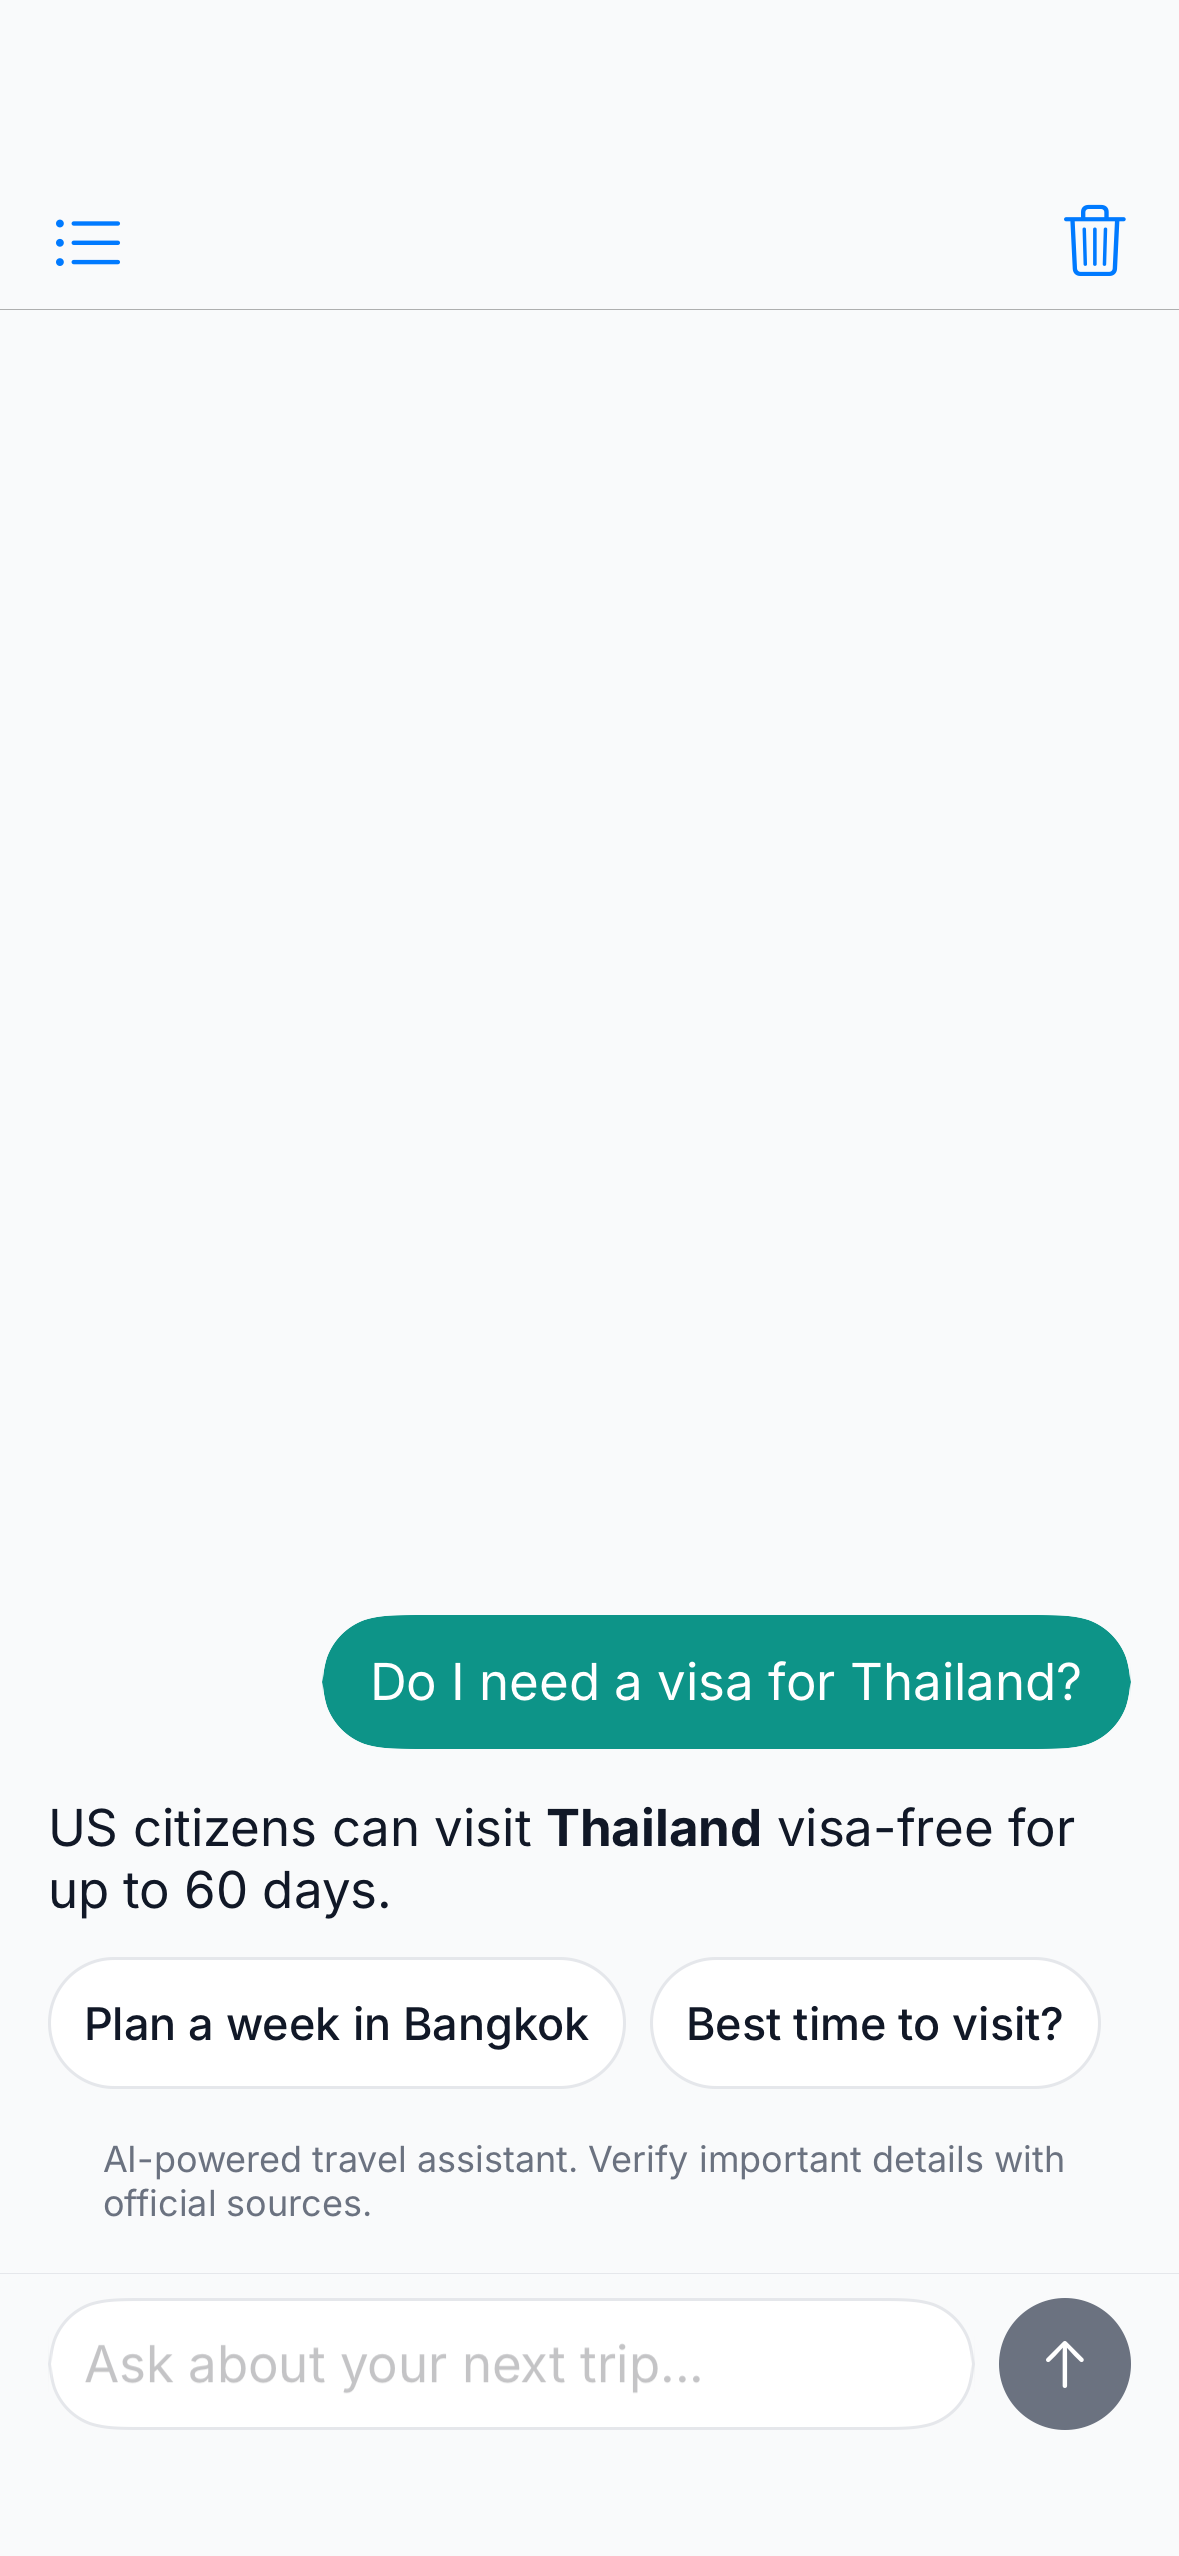 Do I need a visa for Thailand?
US citizens can visit Thailand visa-free for
up to 60 days.
Plan a week in Bangkok
Best time to visit?
AI-powered travel assistant. Verify important details with
official sources.
Ask about your next trip...